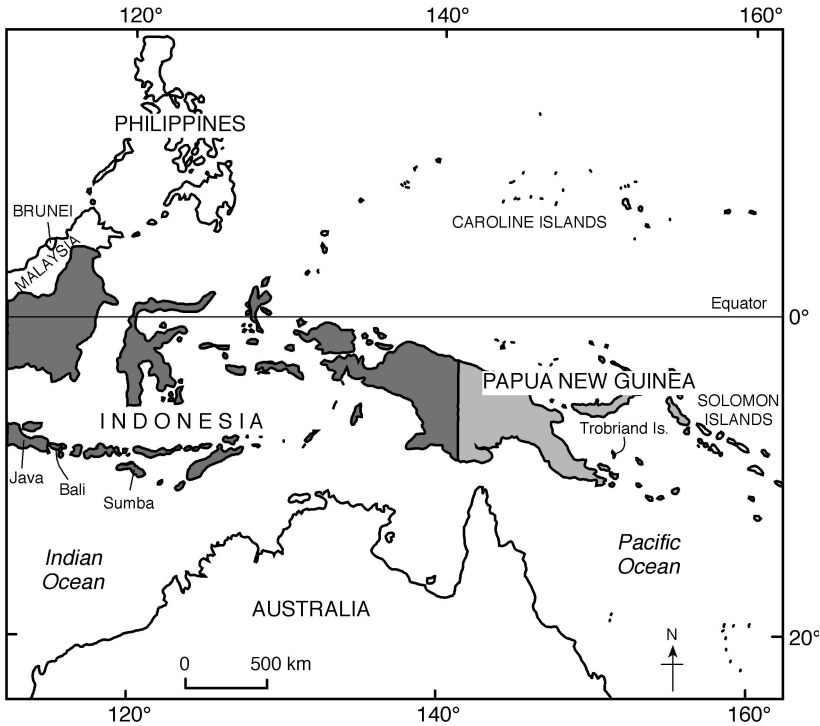 120° 140° 160°
PHILIPPINES
BRUNEI
MALAYSIA
CAROLINE ISLANDS
Equator
0°
PAPUA NEW GUINEA
SOLOMON
ISLANDS
INDONESIA
Trobriand Is.
Java
Bali
Sumba
Indian
Ocean
Pacific
Ocean
AUSTRALIA
N
20°
0 500 km
120° 140° 160°